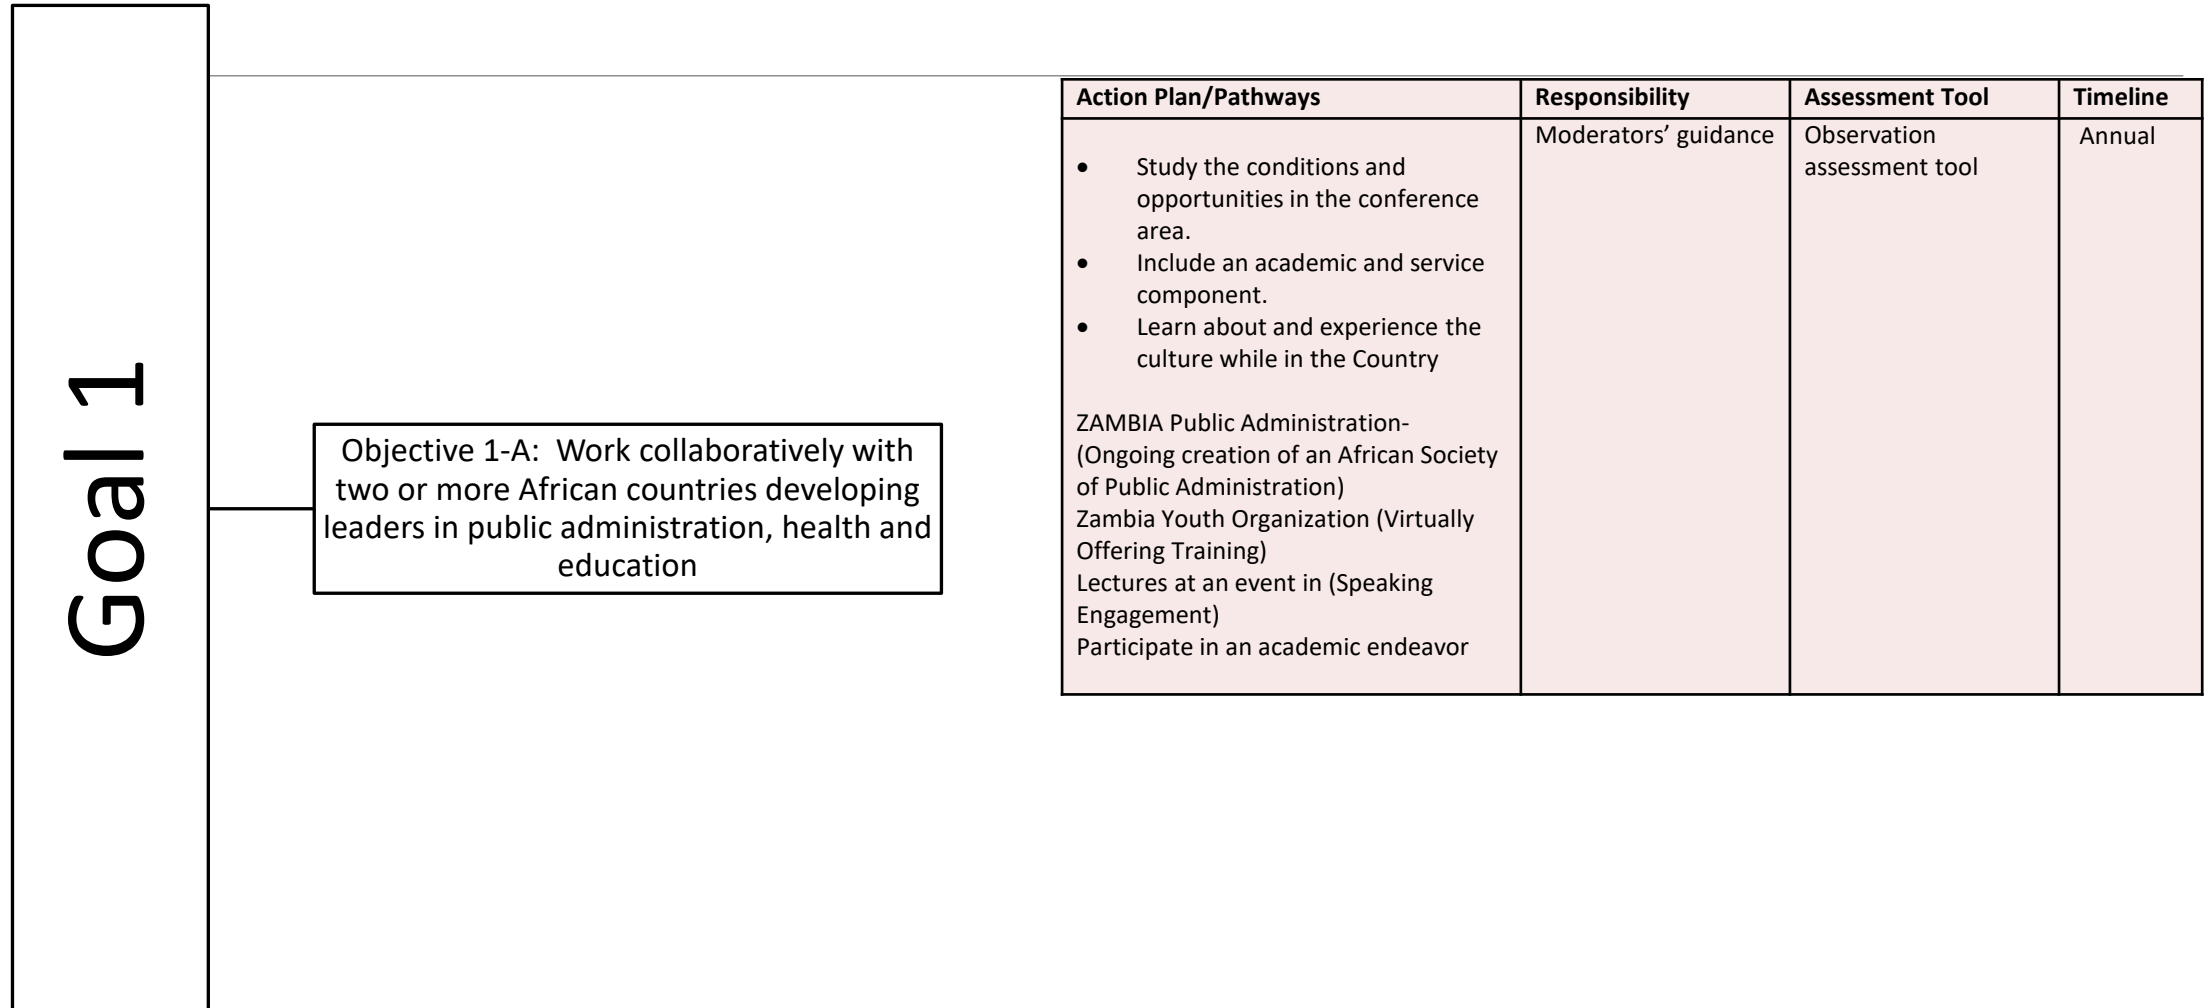 Goal 1
Objective 1-A:  Work collaboratively with
two or more African countries developing
leaders in public administration, health and
education
Action Plan/Pathways
Responsibility
Assessment Tool
Timeline
• Study the conditions and
opportunities in the conference
area.
• Include an academic and service
component.
• Learn about and experience the
culture while in the Country
ZAMBIA Public Administration-
(Ongoing creation of an African Society
of Public Administration)
Zambia Youth Organization (Virtually
Offering Training)
Lectures at an event in (Speaking
Engagement)
Participate in an academic endeavor
Moderators’ guidance
Observation
assessment tool
Annual